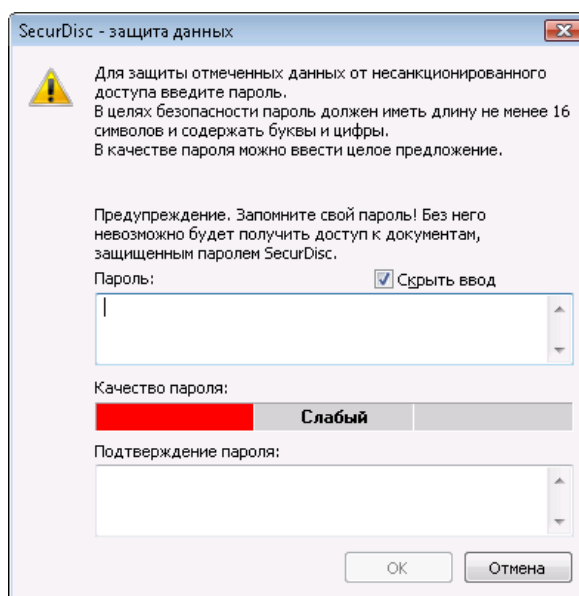 SecurDisc - защита данных
Для защиты отмеченных данных от несанкционированного
доступа введите пароль.
В целях безопасности пароль должен иметь длину не менее 16
символов и содержать буквы и цифры.
В качестве пароля можно ввести целое предложение.
Предупреждение. Запомните свой пароль! Без него
невозможно будет получить доступ к документам,
защищенным паролем SecurDisc.
Пароль: Скрыть ввод
Качество пароля:
Слабый
Подтверждение пароля:
OK Отмена